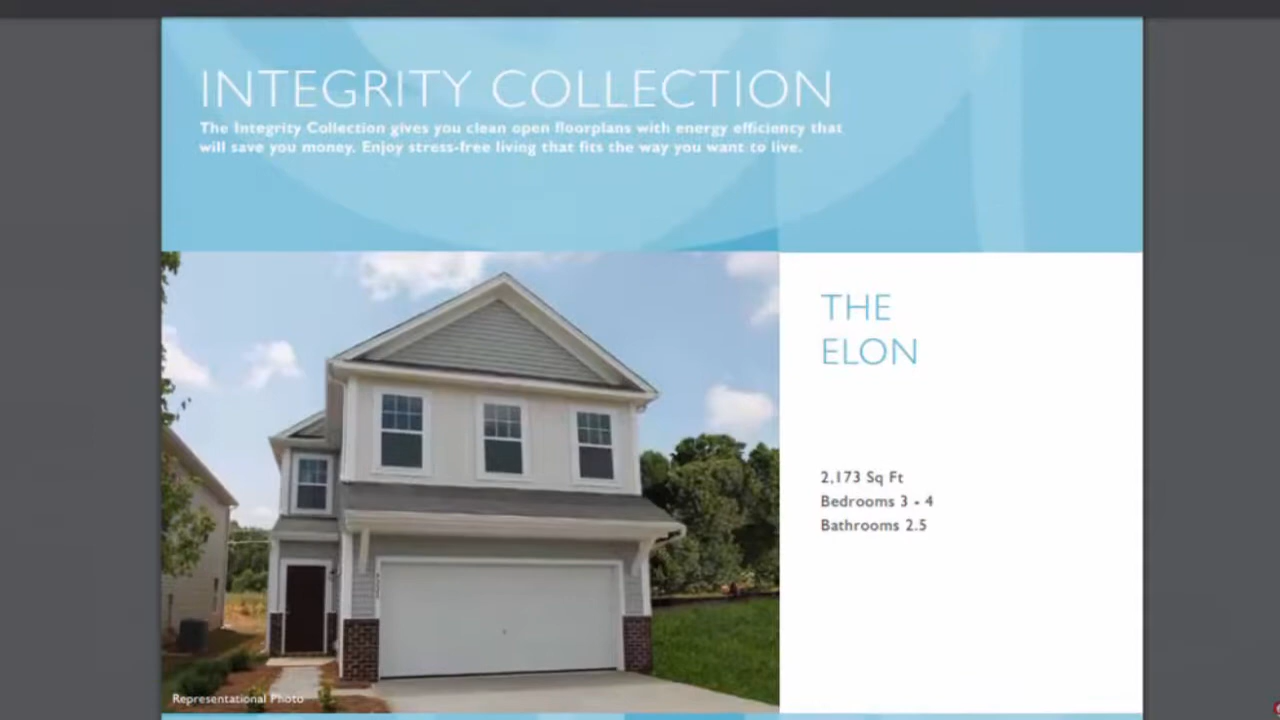 INTEGRITY COLLECTION
The Integrity Collection gives you clean open floorplans with energy efficiency that
will save you money. Enjoy stress-free living that fits the way you want to live.
THE
ELON
2,173 Sq Ft
Bedrooms 3 - 4
Bathrooms 2.5
Representational Photo